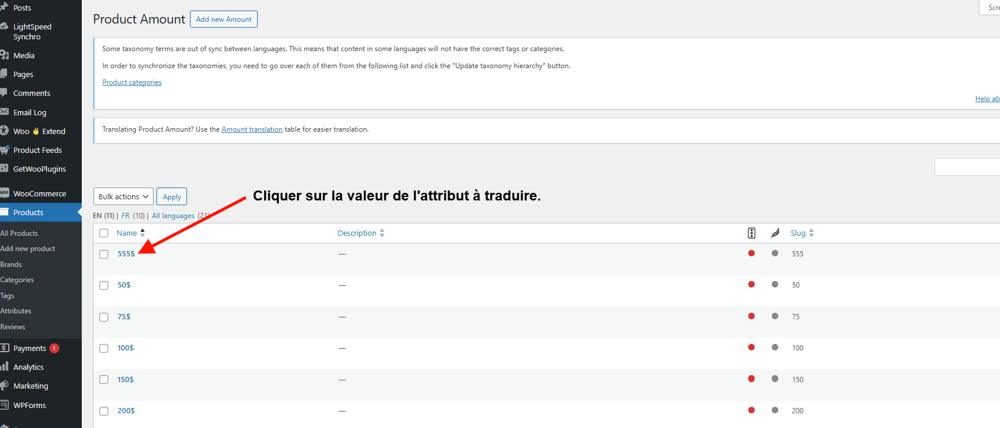 Posts
LightSpeed
Synchro
Media
Pages
Comments
Email Log
Woo ✌ Extend
Product Feeds
GetWooPlugins
WooCommerce
Products
All Products
Add new product
Brands
Categories
Tags
Attributes
Reviews
Payments 1
Analytics
Marketing
WPForms
Product Amount Add new Amount
Some taxonomy terms are out of sync between languages. This means that content in some languages will not have the correct tags or categories.
In order to synchronize the taxonomies, you need to go over each of them from the following list and click the "Update taxonomy hierarchy" button.
Product categories
Help ab
Translating Product Amount? Use the Amount translation table for easier translation.
Bulk actions Apply
Cliquer sur la valeur de l'attribut à traduire.
EN (11) | FR (10) | All languages (21)
Name Description Slug
555$ — 555
50$ — 50
75$ — 75
100$ — 100
150$ — 150
200$ — 200